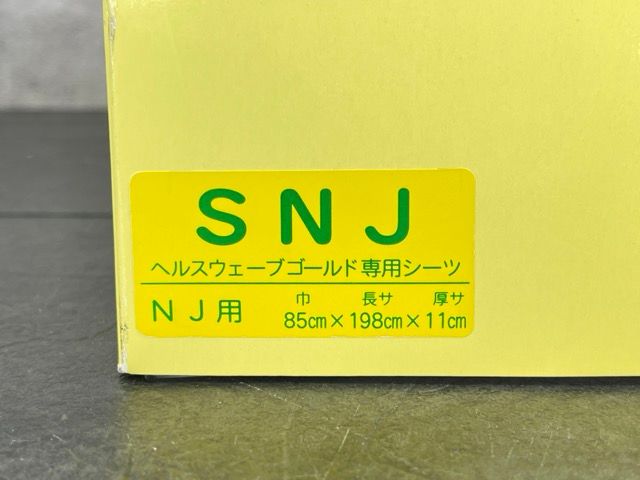 SNJ
ヘルスウェーブゴールド専用シーツ
NJ用
巾 長サ 厚サ
85㎝×198㎝×11㎝